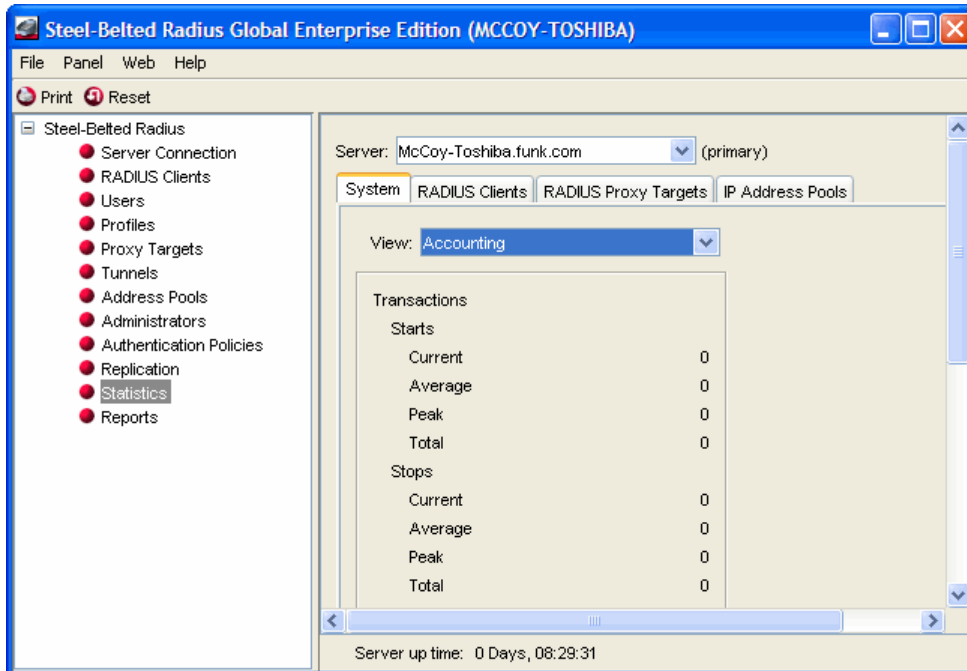 Steel-Belted Radius Global Enterprise Edition (MCCOY-TOSHIBA)
File Panel Web Help
Print Reset
Steel-Belted Radius
Server Connection
RADIUS Clients
Users
Profiles
Proxy Targets
Tunnels
Address Pools
Administrators
Authentication Policies
Replication
Statistics
Reports
Server: McCoy-Toshiba.funk.com (primary)
System RADIUS Clients RADIUS Proxy Targets IP Address Pools
View: Accounting
Transactions
Starts
Current 0
Average 0
Peak 0
Total 0
Stops
Current 0
Average 0
Peak 0
Total 0
Server up time: 0 Days, 08:29:31